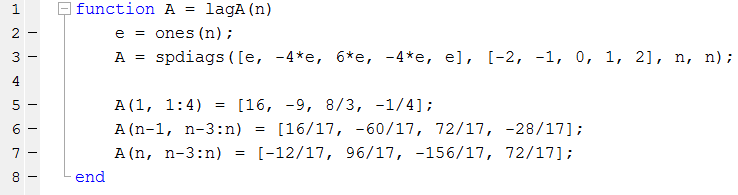 1 function A = lagA(n)
2 – e = ones(n);
3 – A = spdiags([e, -4*e, 6*e, -4*e, e], [-2, -1, 0, 1, 2], n, n);
4
5 – A(1, 1:4) = [16, -9, 8/3, -1/4];
6 – A(n-1, n-3:n) = [16/17, -60/17, 72/17, -28/17];
7 – A(n, n-3:n) = [-12/17, 96/17, -156/17, 72/17];
8 – end